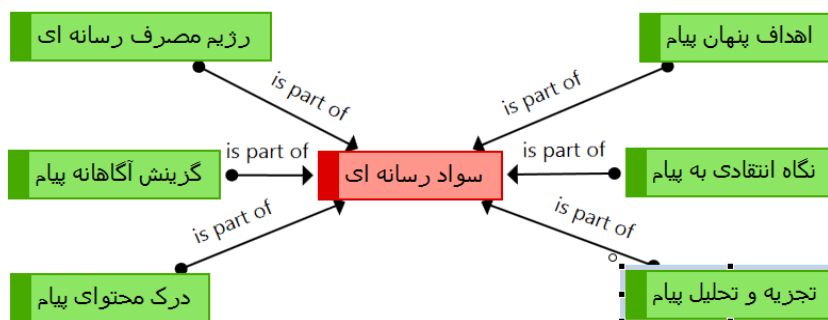 رژیم مصرف رسانه ای
اهداف پنهان پیام
is part of
is part of
گزینش آگاهانه پیام
is part of
سواد رسانه ای
is part of
نگاه انتقادی به پیام
is part of
is part of
درک محتوای پیام
تجزیه و تحلیل پیام